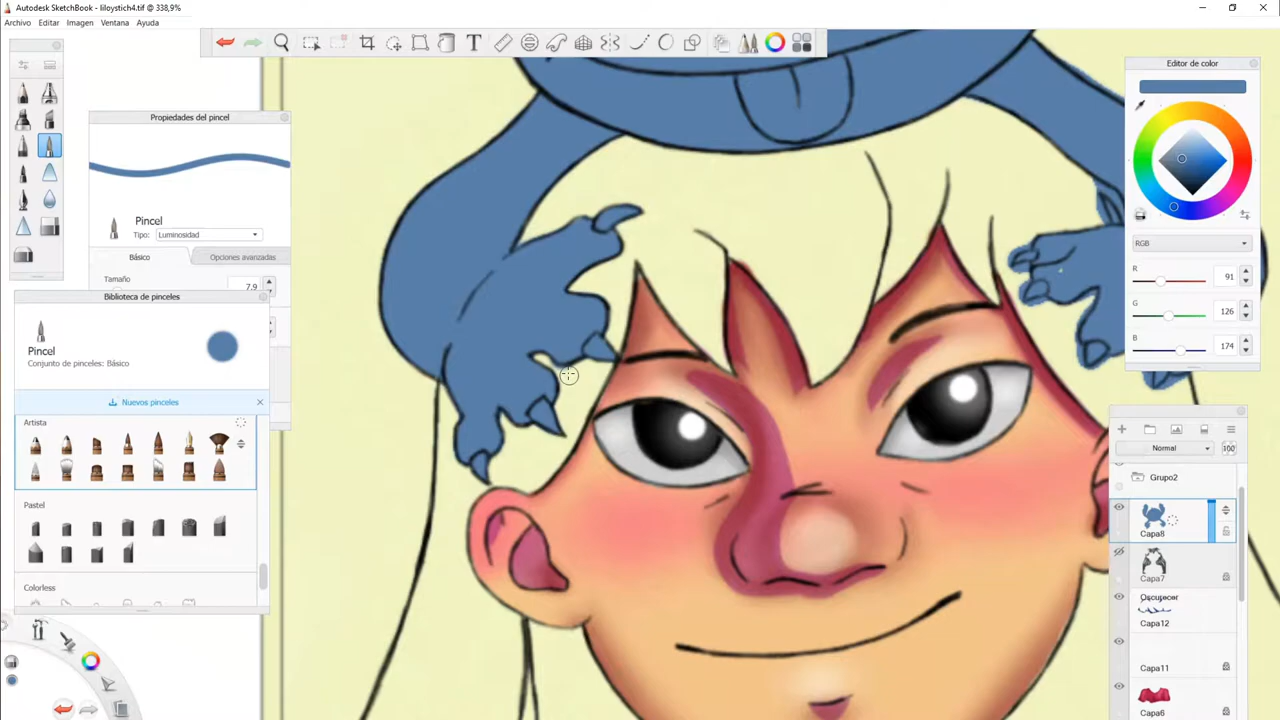 Autodesk SketchBook - liloystich4.tif @ 338,9%
Archivo Editar Imagen Ventana Ayuda
Propiedades del pincel
Pincel
Tipo: Luminosidad
Básico Opciones avanzadas
Tamaño 7.9
Biblioteca de pinceles
Pincel
Conjunto de pinceles: Básico
Nuevos pinceles
Artista
Pastel
Colorless
Editor de color
RGB
R 91
G 126
B 174
Normal 100
Grupo2
Capa8
Capa7
Oscurecer
Capa12
Capa11
Capa6